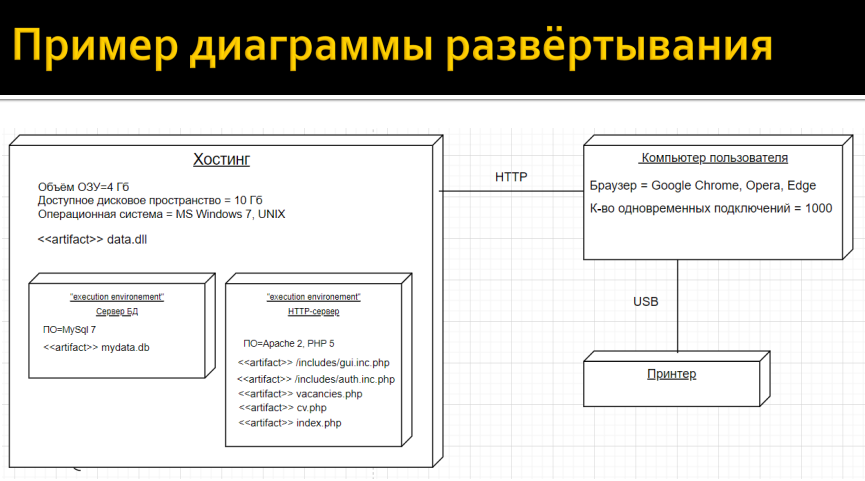 Пример диаграммы развёртывания
Хостинг
Объём ОЗУ=4 Гб
Доступное дисковое пространство = 10 Гб
Операционная система = MS Windows 7, UNIX
<<artifact>> data.dll
"execution environement"
Сервер БД
ПО=MySql 7
<<artifact>> mydata.db
"execution environement"
HTTP-сервер
ПО=Apache 2, PHP 5
<<artifact>> /includes/gui.inc.php
<<artifact>> /includes/auth.inc.php
<<artifact>> vacancies.php
<<artifact>> cv.php
<<artifact>> index.php
HTTP
Компьютер пользователя
Браузер = Google Chrome, Opera, Edge
К-во одновременных подключений = 1000
USB
Принтер